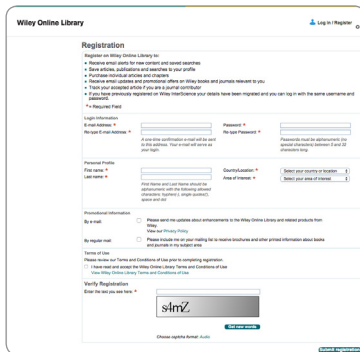 Wiley Online Library
Log in / Register
Registration
Register on Wiley Online Library to:
Receive email alerts for new content and saved searches
Save articles, publications and searches to your profile
Purchase individual articles and chapters
Receive updates and promotional offers on Wiley books and journals relevant to you
Track your accepted article if you are a journal contributor
If you have previously registered on Wiley InterScience your details have been migrated and you can log in with the same username and
password.
* = Required Field
Login Information
E-mail Address: * Password: *
Re-type E-mail Address: * Re-type Password: *
A one-time confirmation e-mail will be sent
to this address. Your e-mail will serve as
your login.
Passwords must be alphanumeric (no
special characters) between 5 and 32
characters long.
Personal Profile
First name: * Country/Location: * Select your country or location
Last name: * Area of Interest: * Select your area of interest
First Name and Last Name should be
alphanumeric with the following allowed
characters: hyphen(-), single quotes(),
space and dot
Promotional Information
By e-mail: Please send me updates about enhancements to the Wiley Online Library and related products from
Wiley.
View our Privacy Policy
By regular mail: Please include me on your mailing list to receive brochures and other printed information about books
and journals in my subject area
Terms of Use
Please review our Terms and Conditions of Use prior to completing registration.
I have read and accept the Wiley Online Library Terms and Conditions of Use
View Wiley Online Library Terms and Conditions of Use
Verify Registration
Enter the text you see here: *
s4mZ
Get new words
Choose captcha format: Audio
Submit registration